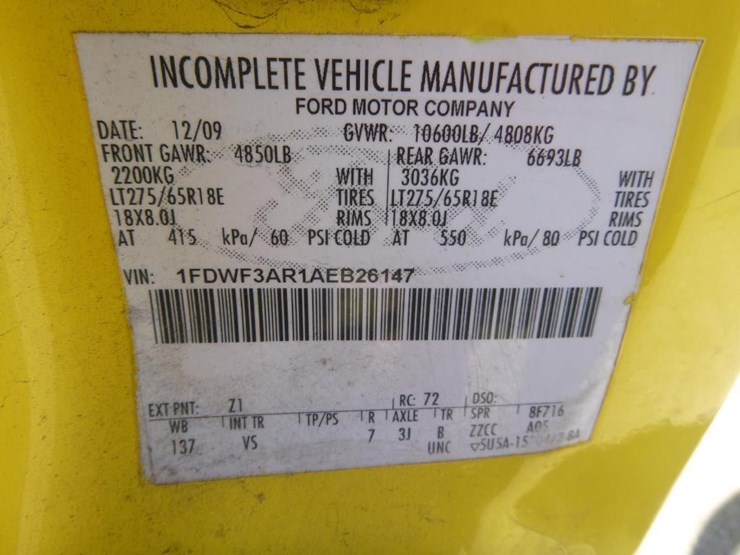 INCOMPLETE VEHICLE MANUFACTURED BY
FORD MOTOR COMPANY
DATE: 12/09 GVWR: 10600LB/ 4808KG
FRONT GAWR: 4850LB REAR GAWR: 6693LB
2200KG WITH 3036KG WITH
LT275/65R18E TIRES LT275/65R18E TIRES
18X8.0J RIMS 18X8.0J RIMS
AT 415 kPa/ 60 PSI COLD AT 550 kPa/ 80 PSI COLD
VIN: 1FDWF3AR1AEB26147
EXT PNT: Z1 RC: 72 DSO:
WB INT TR TP/PS R AXLE TR SPR 8F716
137 VS 7 3J B ZZCC AOS
UNC